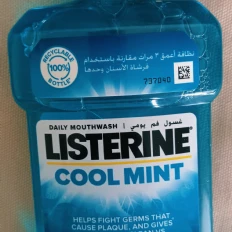 RECYCLABLE
100%
BOTTLE
نظافة أعمق ٣ مرات مقارنة باستخدام
فرشاة الأسنان وحدها
737040
DAILY MOUTHWASH | غسول فم يومي
LISTERINE
COOL MINT
HELPS FIGHT GERMS THAT
CAUSE PLAQUE, AND GIVES